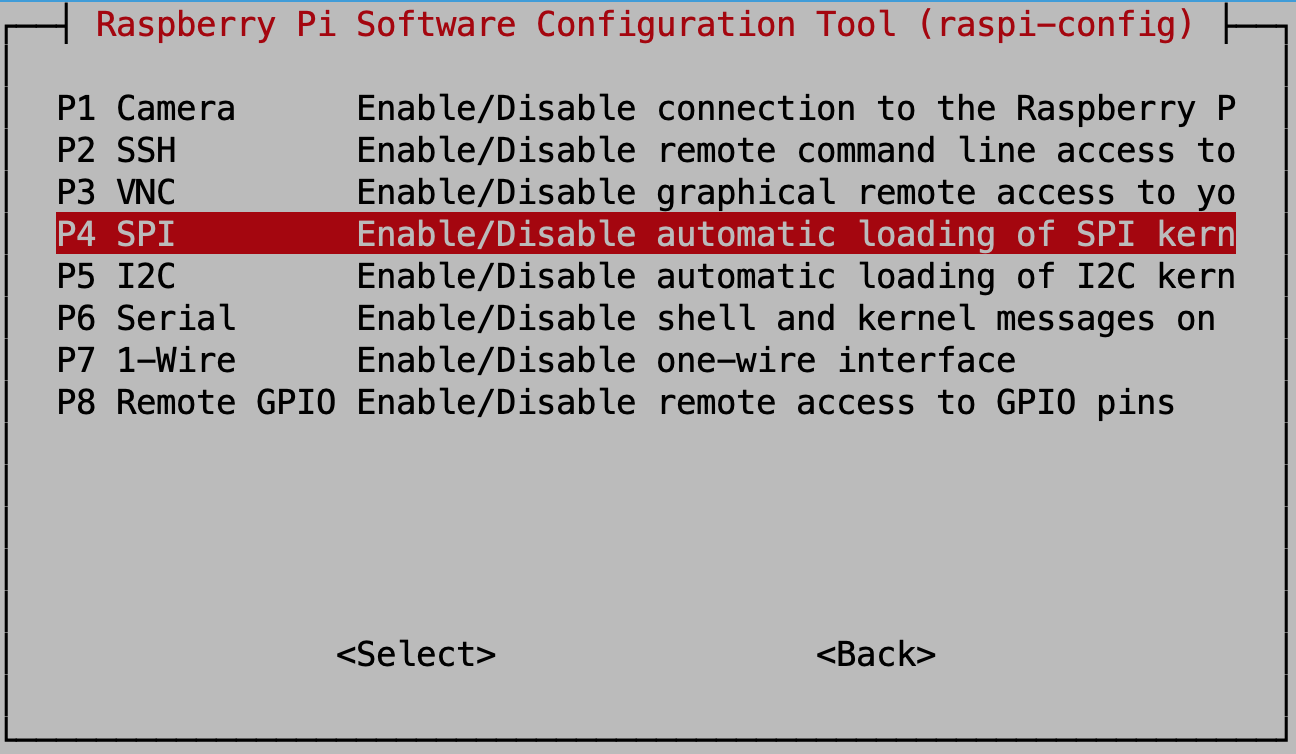 Raspberry Pi Software Configuration Tool (raspi-config)
P1 Camera Enable/Disable connection to the Raspberry P
P2 SSH Enable/Disable remote command line access to
P3 VNC Enable/Disable graphical remote access to yo
P4 SPI Enable/Disable automatic loading of SPI kern
P5 I2C Enable/Disable automatic loading of I2C kern
P6 Serial Enable/Disable shell and kernel messages on
P7 1-Wire Enable/Disable one-wire interface
P8 Remote GPIO Enable/Disable remote access to GPIO pins
<Select> <Back>